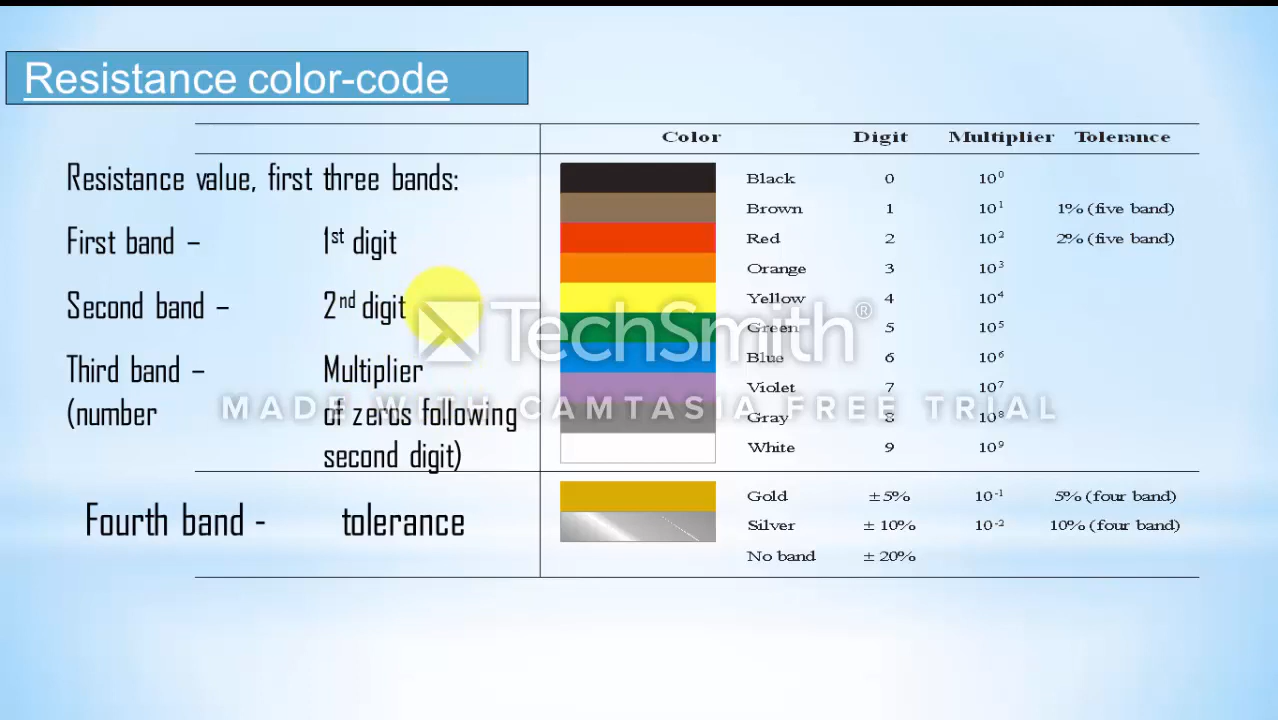 Resistance color-code
Color Digit Multiplier Tolerance
Resistance value, first three bands:
First band – 1st digit
Second band – 2nd digit
Third band – Multiplier
(number of zeros following
second digit)
Fourth band - tolerance
Black 0 10⁰
Brown 1 10¹ 1% (five band)
Red 2 10² 2% (five band)
Orange 3 10³
Yellow 4 10⁴
Green 5 10⁵
Blue 6 10⁶
Violet 7 10⁷
Gray 8 10⁸
White 9 10⁹
Gold ± 5% 10⁻¹ 5% (four band)
Silver ± 10% 10⁻² 10% (four band)
No band ± 20%
TechSmith®
MADE WITH CAMTASIA FREE TRIAL